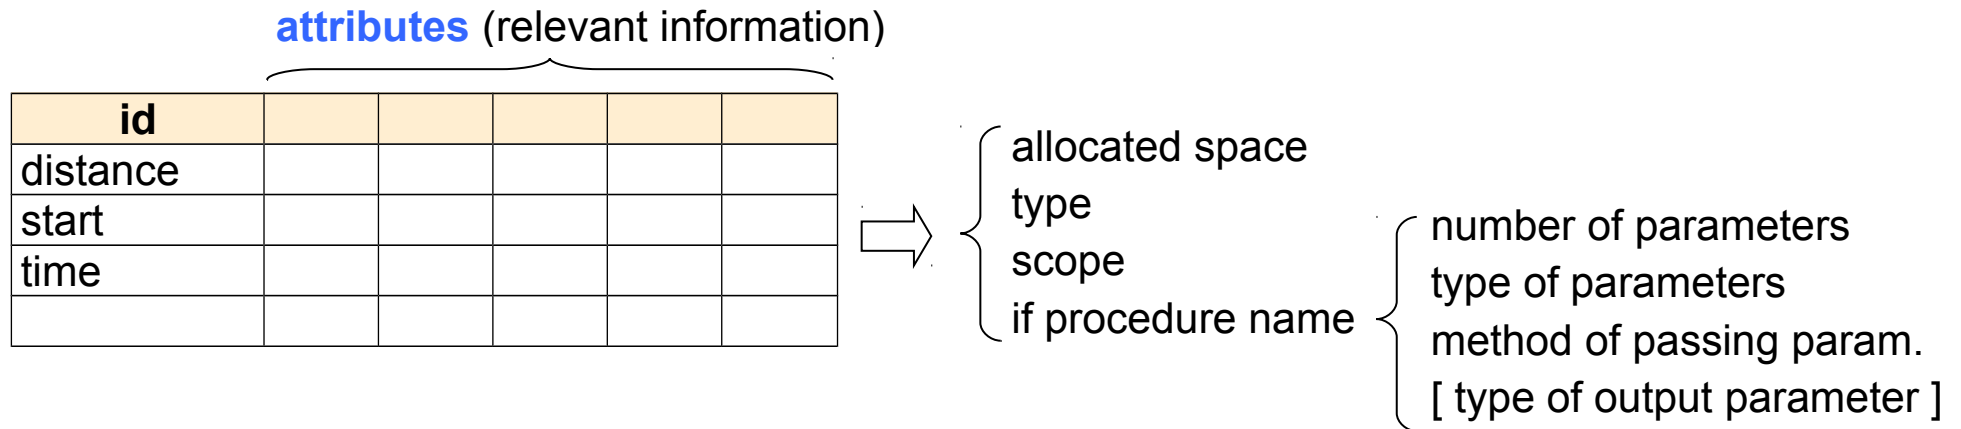 attributes (relevant information)
id
distance
start
time
allocated space
type
scope
if procedure name
number of parameters
type of parameters
method of passing param.
[ type of output parameter ]